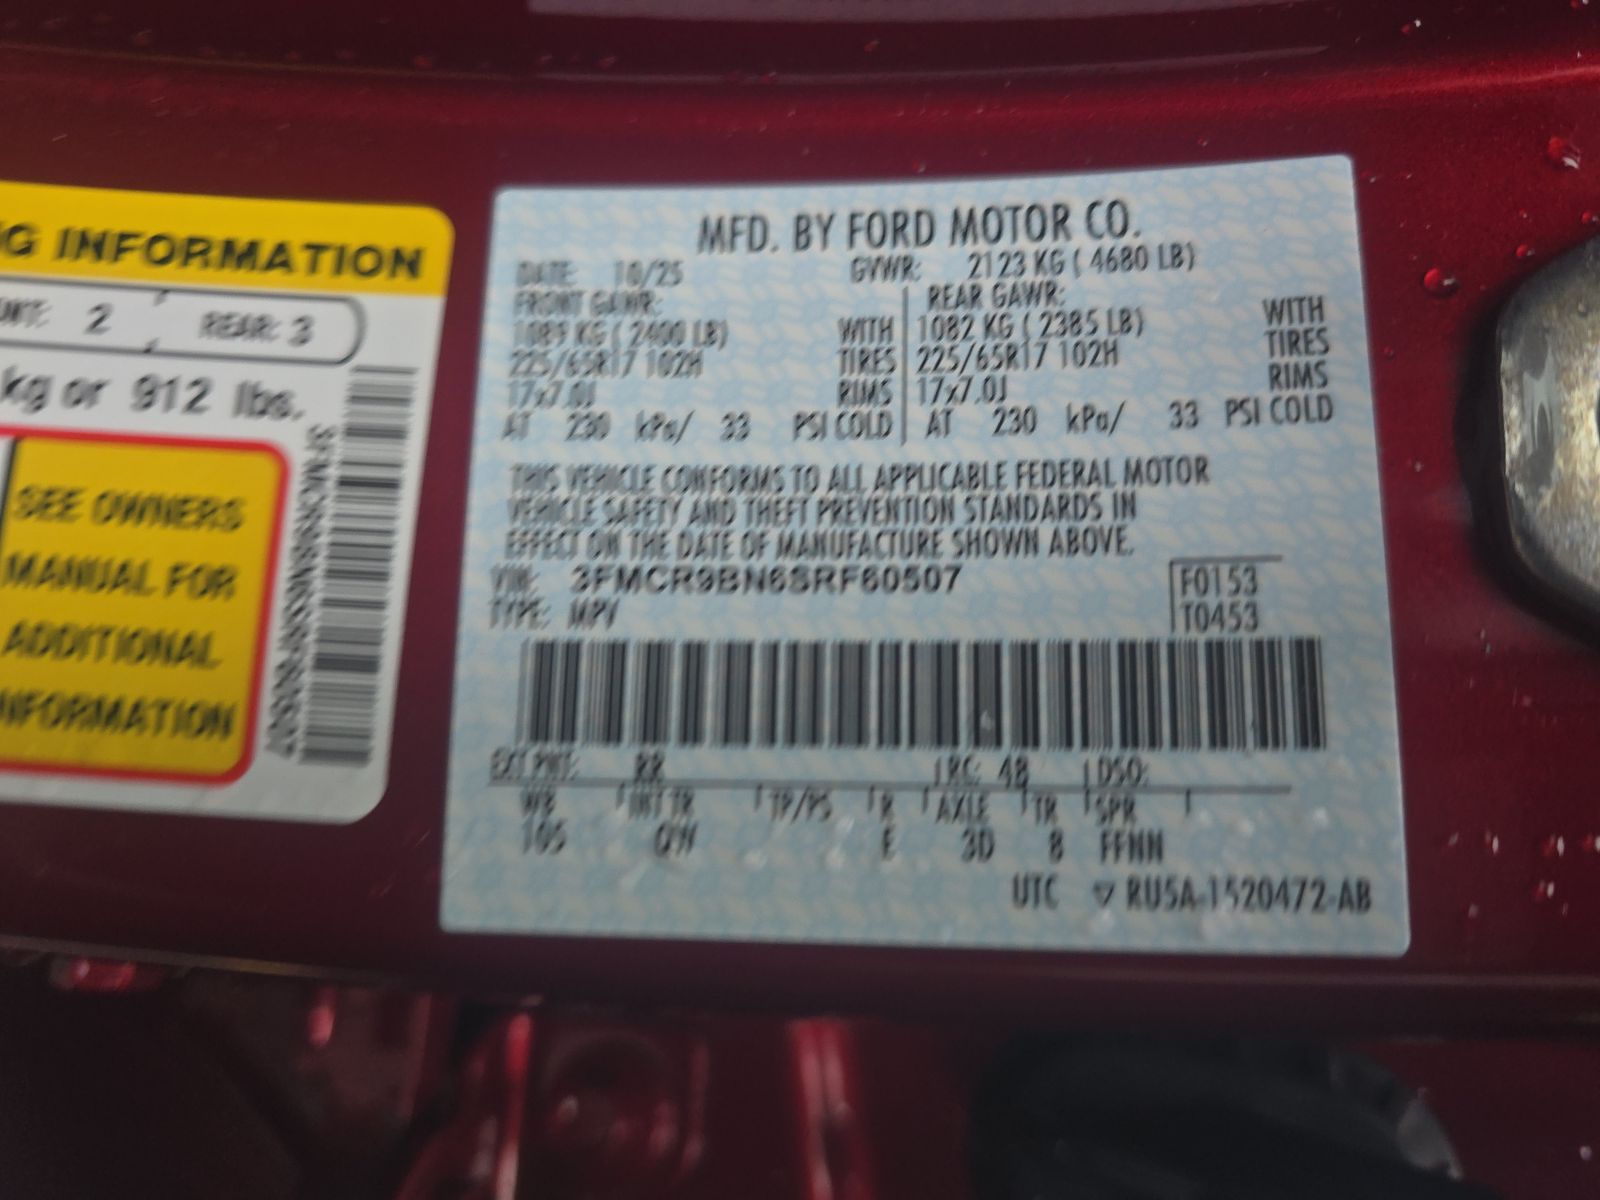 G INFORMATION
NT: 2 REAR: 3
kg or 912 lbs.
SEE OWNERS
MANUAL FOR
ADDITIONAL
NFORMATION
3FMCR9BN6SRF60507
MFD. BY FORD MOTOR CO.
DATE: 10/25 GVWR: 2123 KG ( 4680 LB)
FRONT GAWR: REAR GAWR:
1089 KG ( 2400 LB) WITH 1082 KG ( 2385 LB) WITH
225/65R17 102H TIRES 225/65R17 102H TIRES
17x7.0J RIMS 17x7.0J RIMS
AT 230 kPa/ 33 PSI COLD AT 230 kPa/ 33 PSI COLD
THIS VEHICLE CONFORMS TO ALL APPLICABLE FEDERAL MOTOR
VEHICLE SAFETY AND THEFT PREVENTION STANDARDS IN
EFFECT ON THE DATE OF MANUFACTURE SHOWN ABOVE.
VIN: 3FMCR9BN6SRF60507 F0153
TYPE: MPV T0453
EXT PNT: RR RC: 48 DSO:
WB INT TR TP/PS R AXLE TR SPR
105 QW E 3D 8 FFNN
UTC ▽ RU5A-1520472-AB